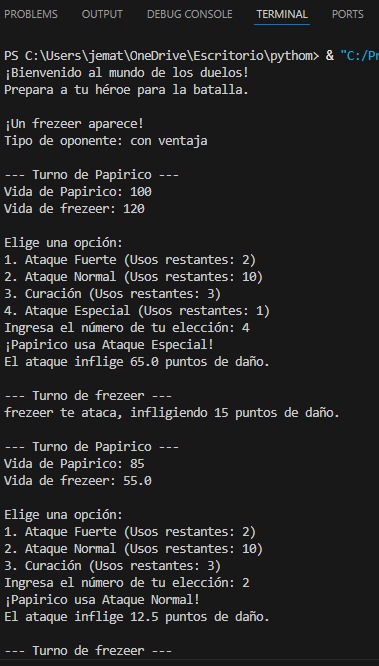 PROBLEMS OUTPUT DEBUG CONSOLE TERMINAL PORTS
PS C:\Users\jemat\OneDrive\Escritorio\pythom> & "C:/Pr
¡Bienvenido al mundo de los duelos!
Prepara a tu héroe para la batalla.
¡Un frezeer aparece!
Tipo de oponente: con ventaja
--- Turno de Papirico ---
Vida de Papirico: 100
Vida de frezeer: 120
Elige una opción:
1. Ataque Fuerte (Usos restantes: 2)
2. Ataque Normal (Usos restantes: 10)
3. Curación (Usos restantes: 3)
4. Ataque Especial (Usos restantes: 1)
Ingresa el número de tu elección: 4
¡Papirico usa Ataque Especial!
El ataque inflige 65.0 puntos de daño.
--- Turno de frezeer ---
frezeer te ataca, infligiendo 15 puntos de daño.
--- Turno de Papirico ---
Vida de Papirico: 85
Vida de frezeer: 55.0
Elige una opción:
1. Ataque Fuerte (Usos restantes: 2)
2. Ataque Normal (Usos restantes: 10)
3. Curación (Usos restantes: 3)
Ingresa el número de tu elección: 2
¡Papirico usa Ataque Normal!
El ataque inflige 12.5 puntos de daño.
--- Turno de frezeer ---